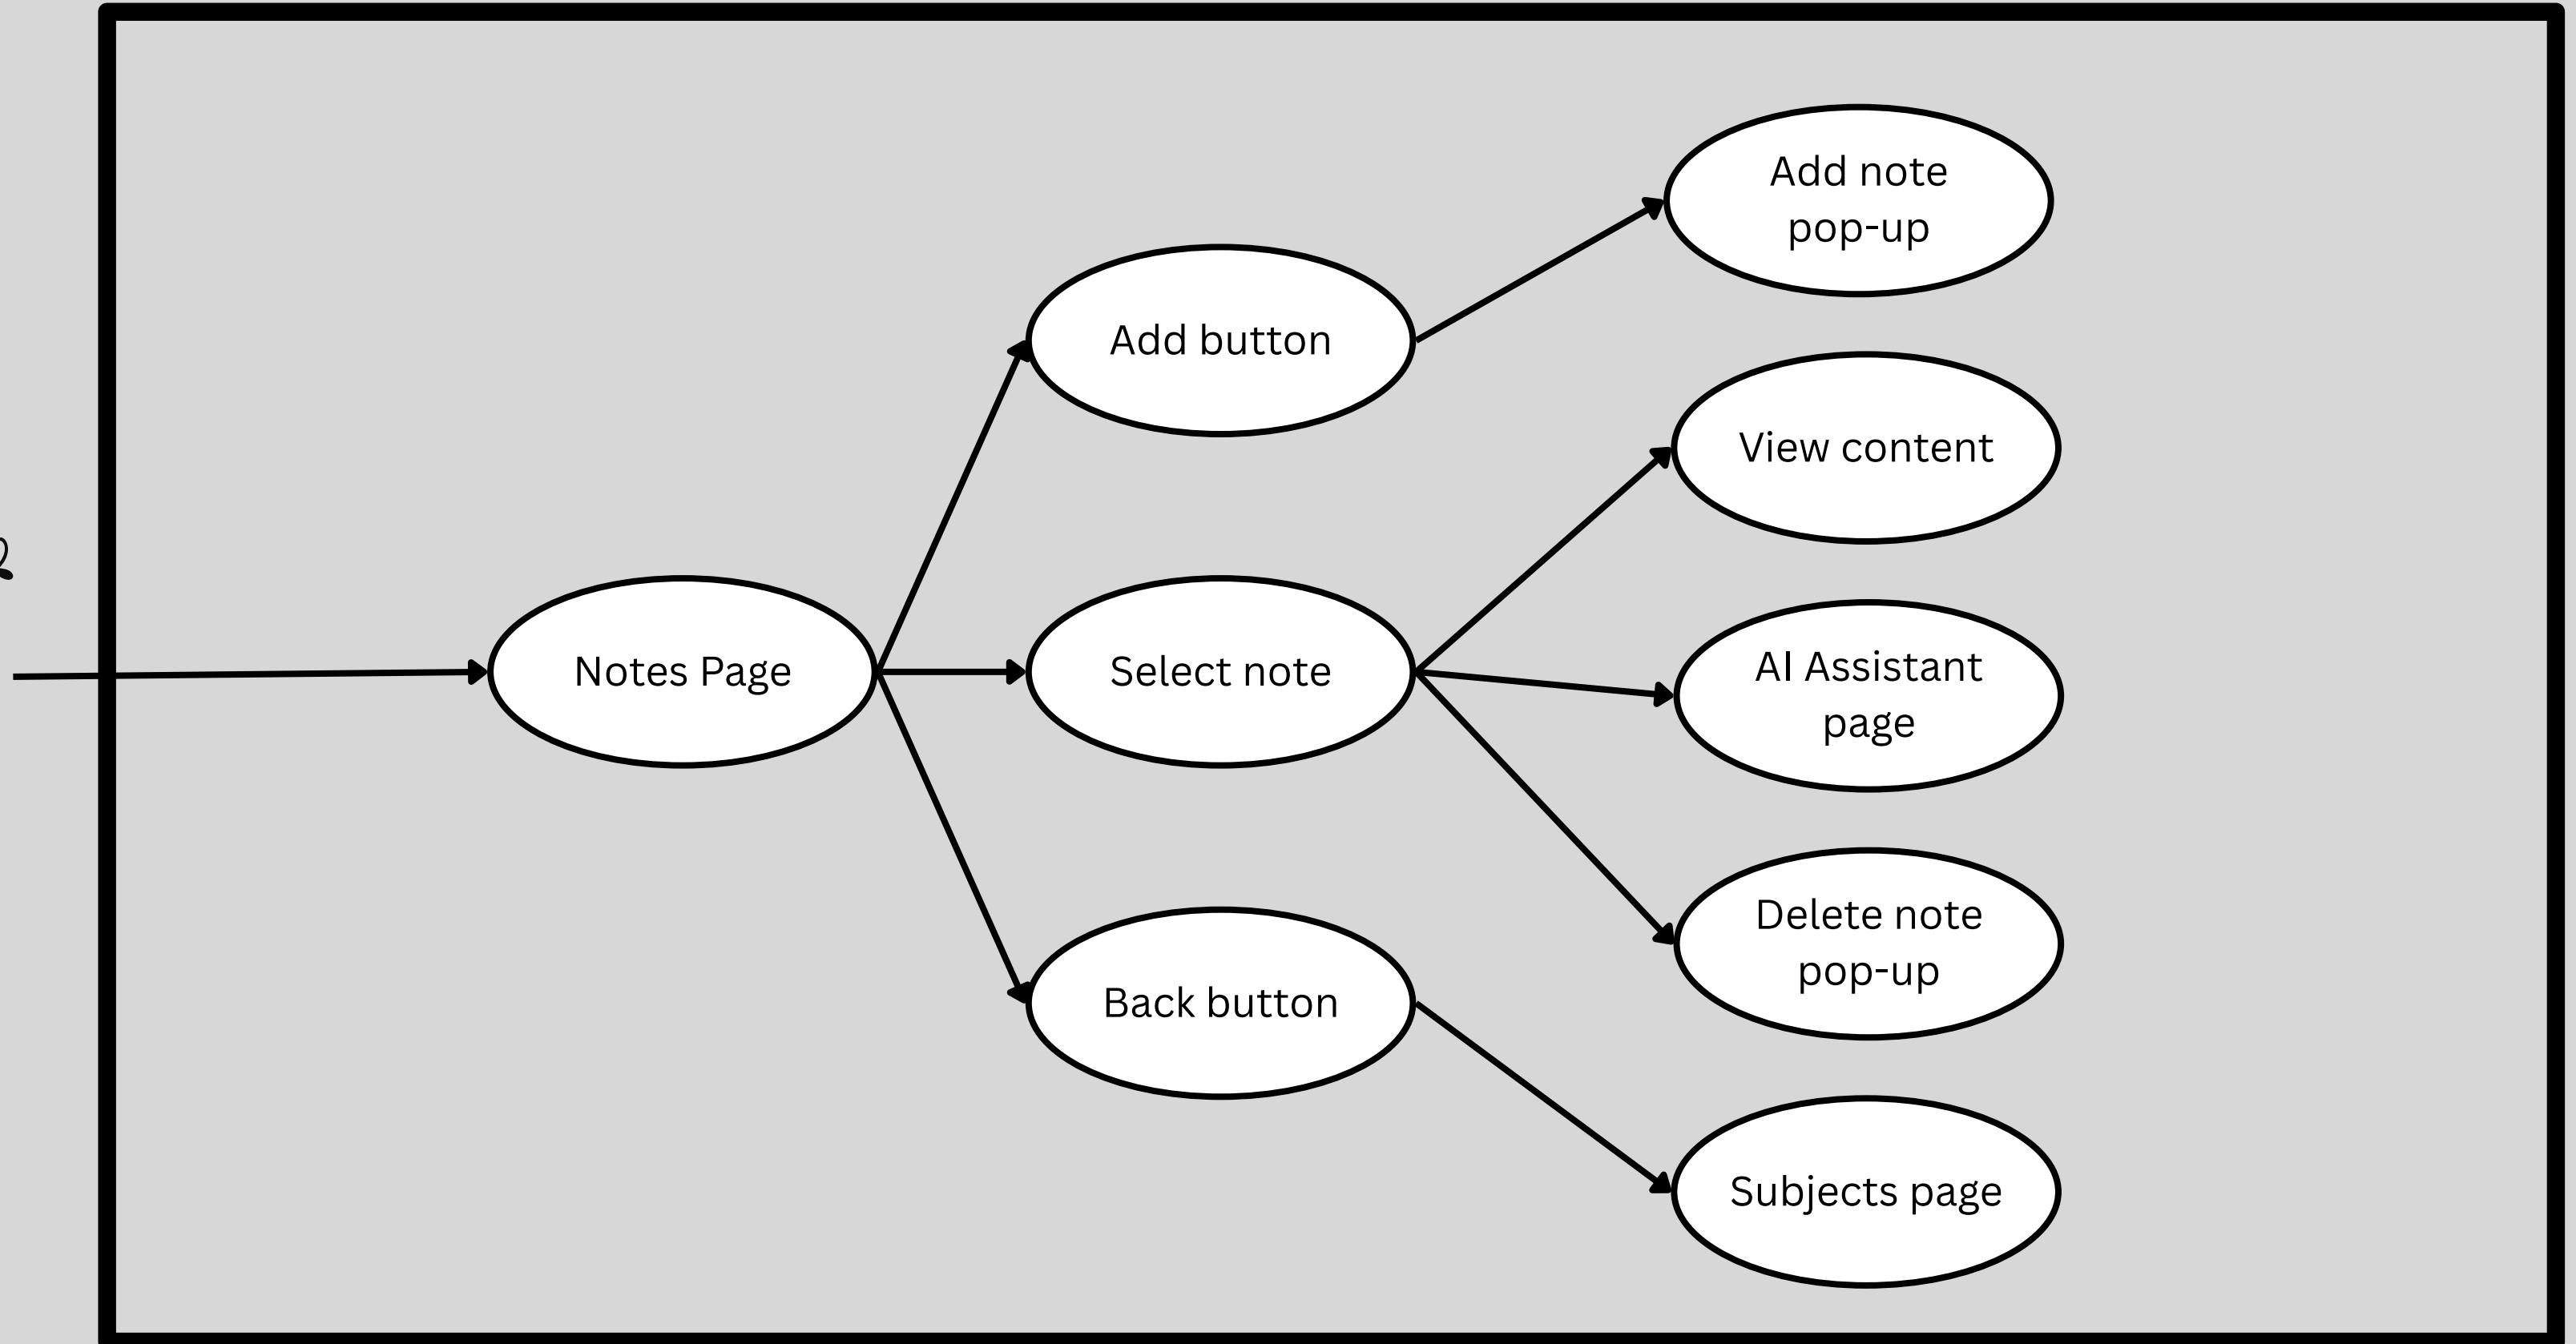 Add note
pop-up
Add button
View content
Notes Page
Select note
AI Assistant
page
Delete note
pop-up
Back button
Subjects page